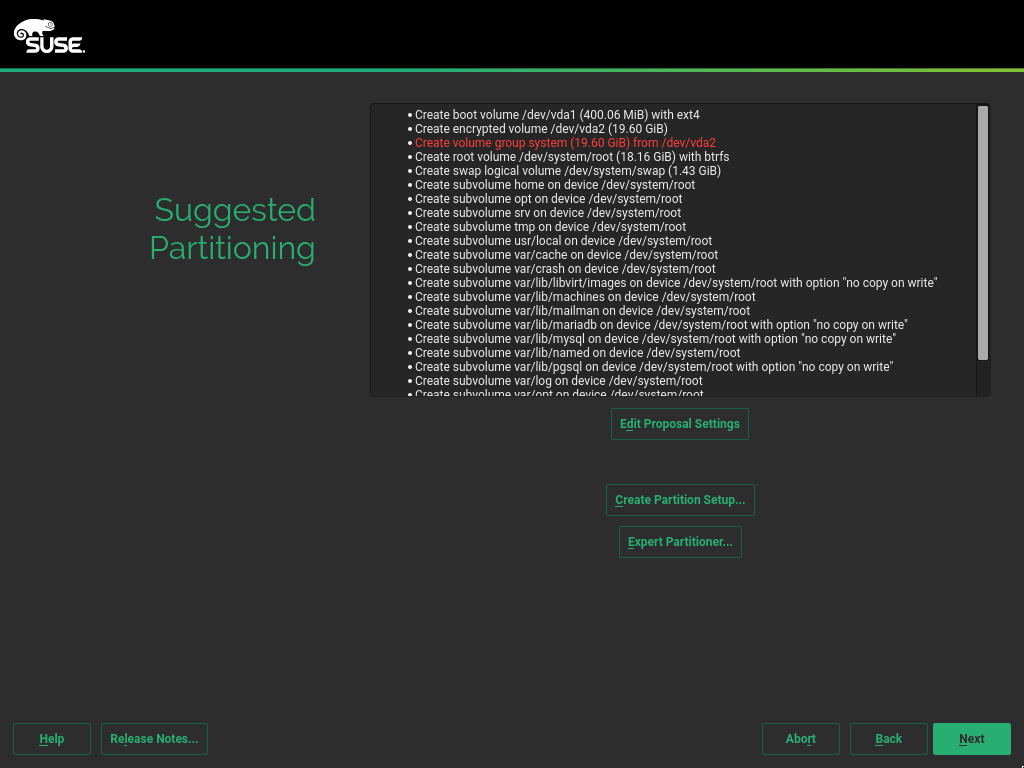 SUSE.
Suggested
Partitioning
• Create boot volume /dev/vda1 (400.06 MiB) with ext4
• Create encrypted volume /dev/vda2 (19.60 GiB)
• Create volume group system (19.60 GiB) from /dev/vda2
• Create root volume /dev/system/root (18.16 GiB) with btrfs
• Create swap logical volume /dev/system/swap (1.43 GiB)
• Create subvolume home on device /dev/system/root
• Create subvolume opt on device /dev/system/root
• Create subvolume srv on device /dev/system/root
• Create subvolume tmp on device /dev/system/root
• Create subvolume usr/local on device /dev/system/root
• Create subvolume var/cache on device /dev/system/root
• Create subvolume var/crash on device /dev/system/root
• Create subvolume var/lib/libvirt/images on device /dev/system/root with option "no copy on write"
• Create subvolume var/lib/machines on device /dev/system/root
• Create subvolume var/lib/mailman on device /dev/system/root
• Create subvolume var/lib/mariadb on device /dev/system/root with option "no copy on write"
• Create subvolume var/lib/mysql on device /dev/system/root with option "no copy on write"
• Create subvolume var/lib/named on device /dev/system/root
• Create subvolume var/lib/pgsql on device /dev/system/root with option "no copy on write"
• Create subvolume var/log on device /dev/system/root
• Create subvolume var/opt on device /dev/system/root
Edit Proposal Settings
Create Partition Setup...
Expert Partitioner...
Help
Release Notes...
Abort
Back
Next